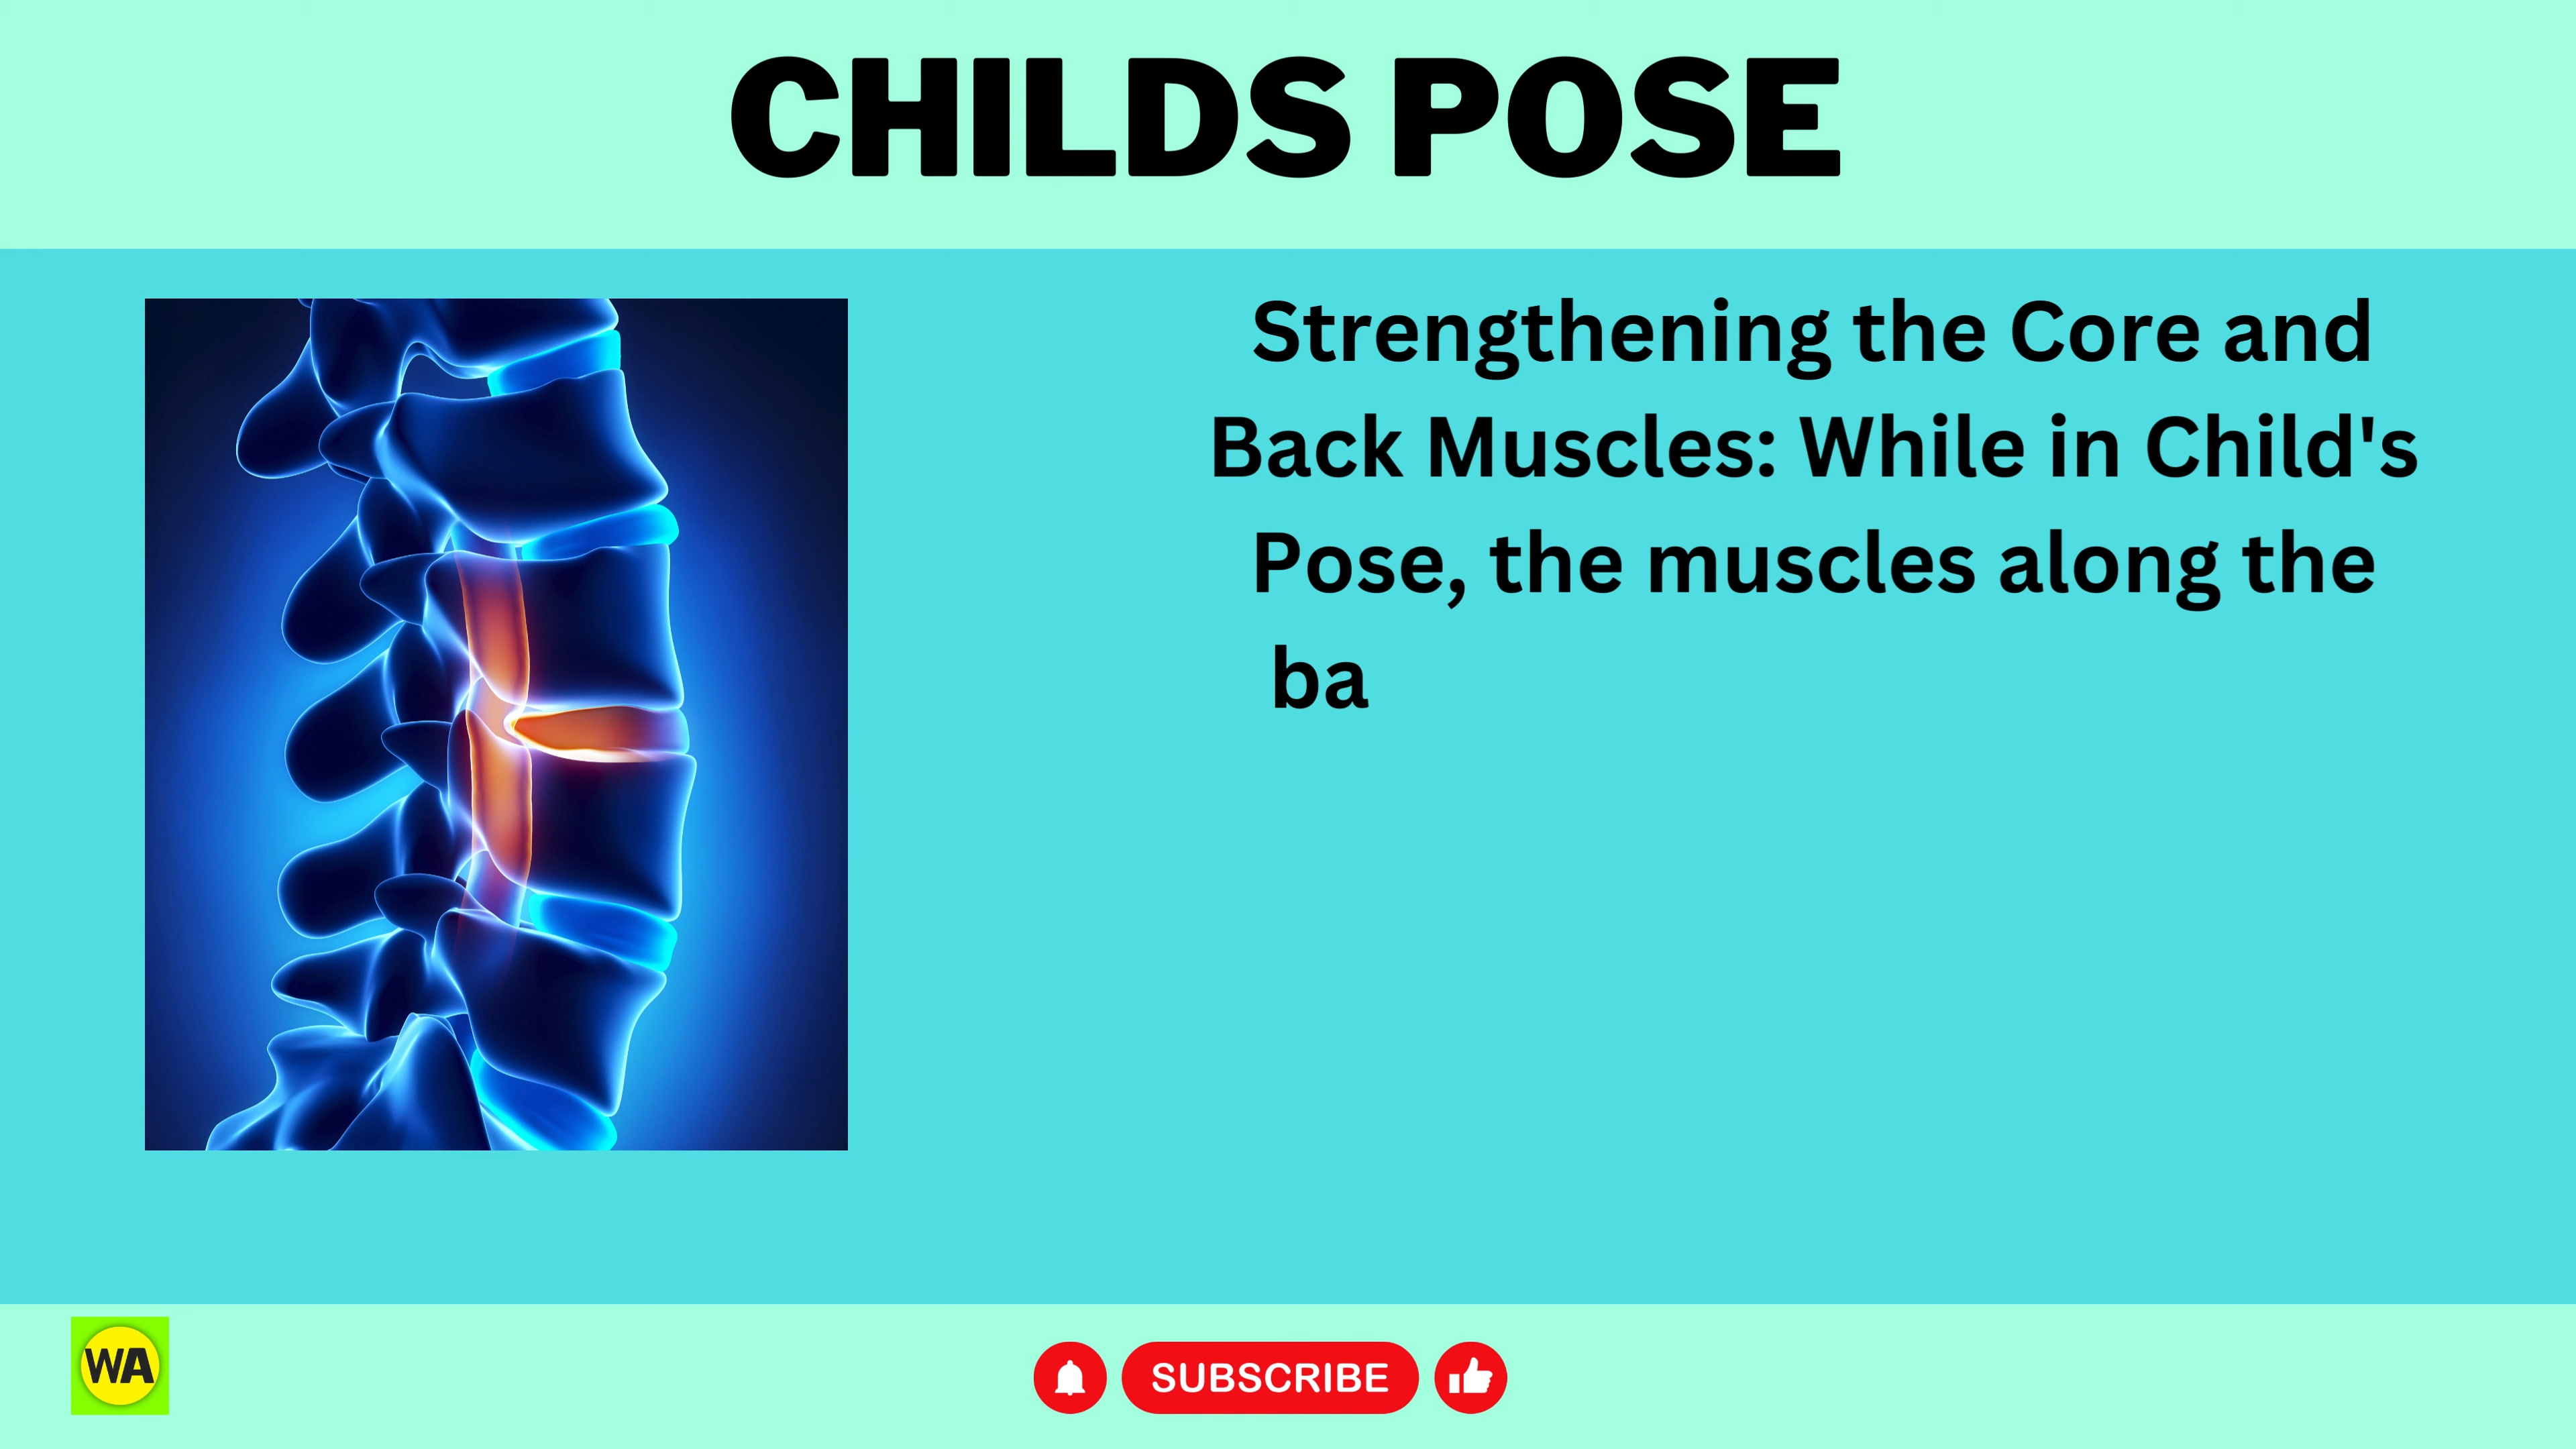 CHILDS POSE
Strengthening the Core and
Back Muscles: While in Child's
Pose, the muscles along the
ba
WA
SUBSCRIBE